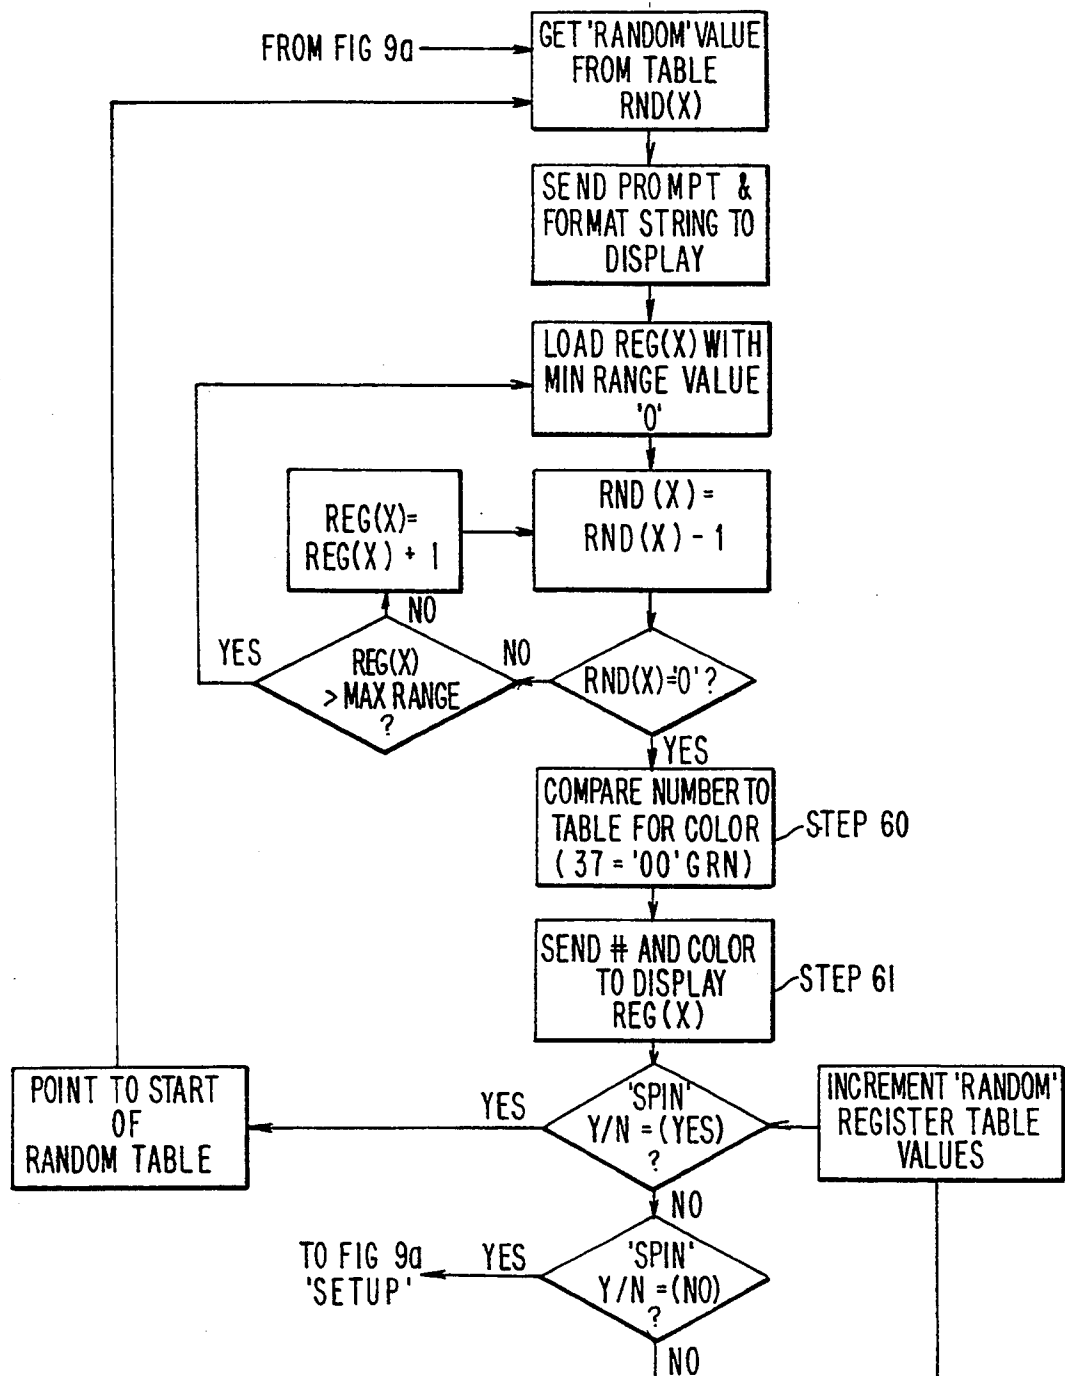 FROM FIG 9a
GET 'RANDOM' VALUE
FROM TABLE
RND(X)
SEND PROMPT &
FORMAT STRING TO
DISPLAY
LOAD REG(X) WITH
MIN RANGE VALUE
'0'
REG(X)=
REG(X) + 1
RND (X) =
RND(X) - 1
NO
YES
REG(X)
> MAX RANGE
?
NO
RND(X)='0'?
YES
COMPARE NUMBER TO
TABLE FOR COLOR
(37='00' GRN)
STEP 60
SEND # AND COLOR
TO DISPLAY
REG(X)
STEP 61
POINT TO START
OF
RANDOM TABLE
YES
'SPIN'
Y/N =(YES)
?
INCREMENT 'RANDOM'
REGISTER TABLE
VALUES
NO
TO FIG 9a
'SETUP'
YES
'SPIN'
Y/N =(NO)
?
NO